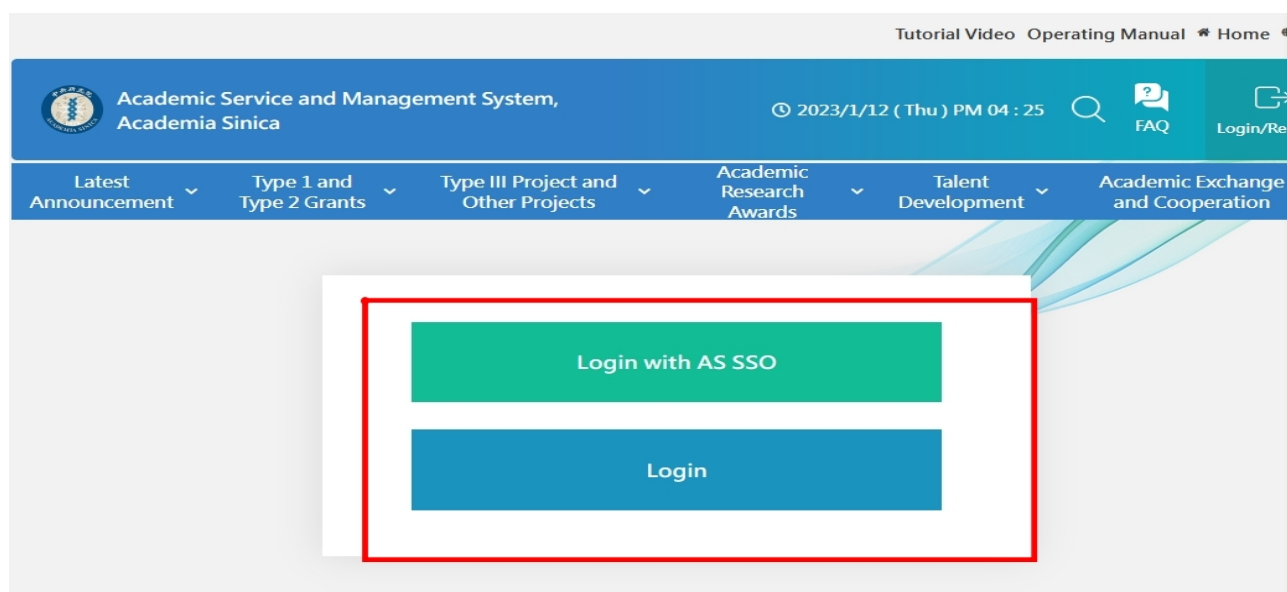 Tutorial Video Operating Manual Home
Academic Service and Management System,
Academia Sinica
2023/1/12 ( Thu ) PM 04 : 25
FAQ
Login/Re
Latest
Announcement
Type 1 and
Type 2 Grants
Type III Project and
Other Projects
Academic
Research
Awards
Talent
Development
Academic Exchange
and Cooperation
Login with AS SSO
Login